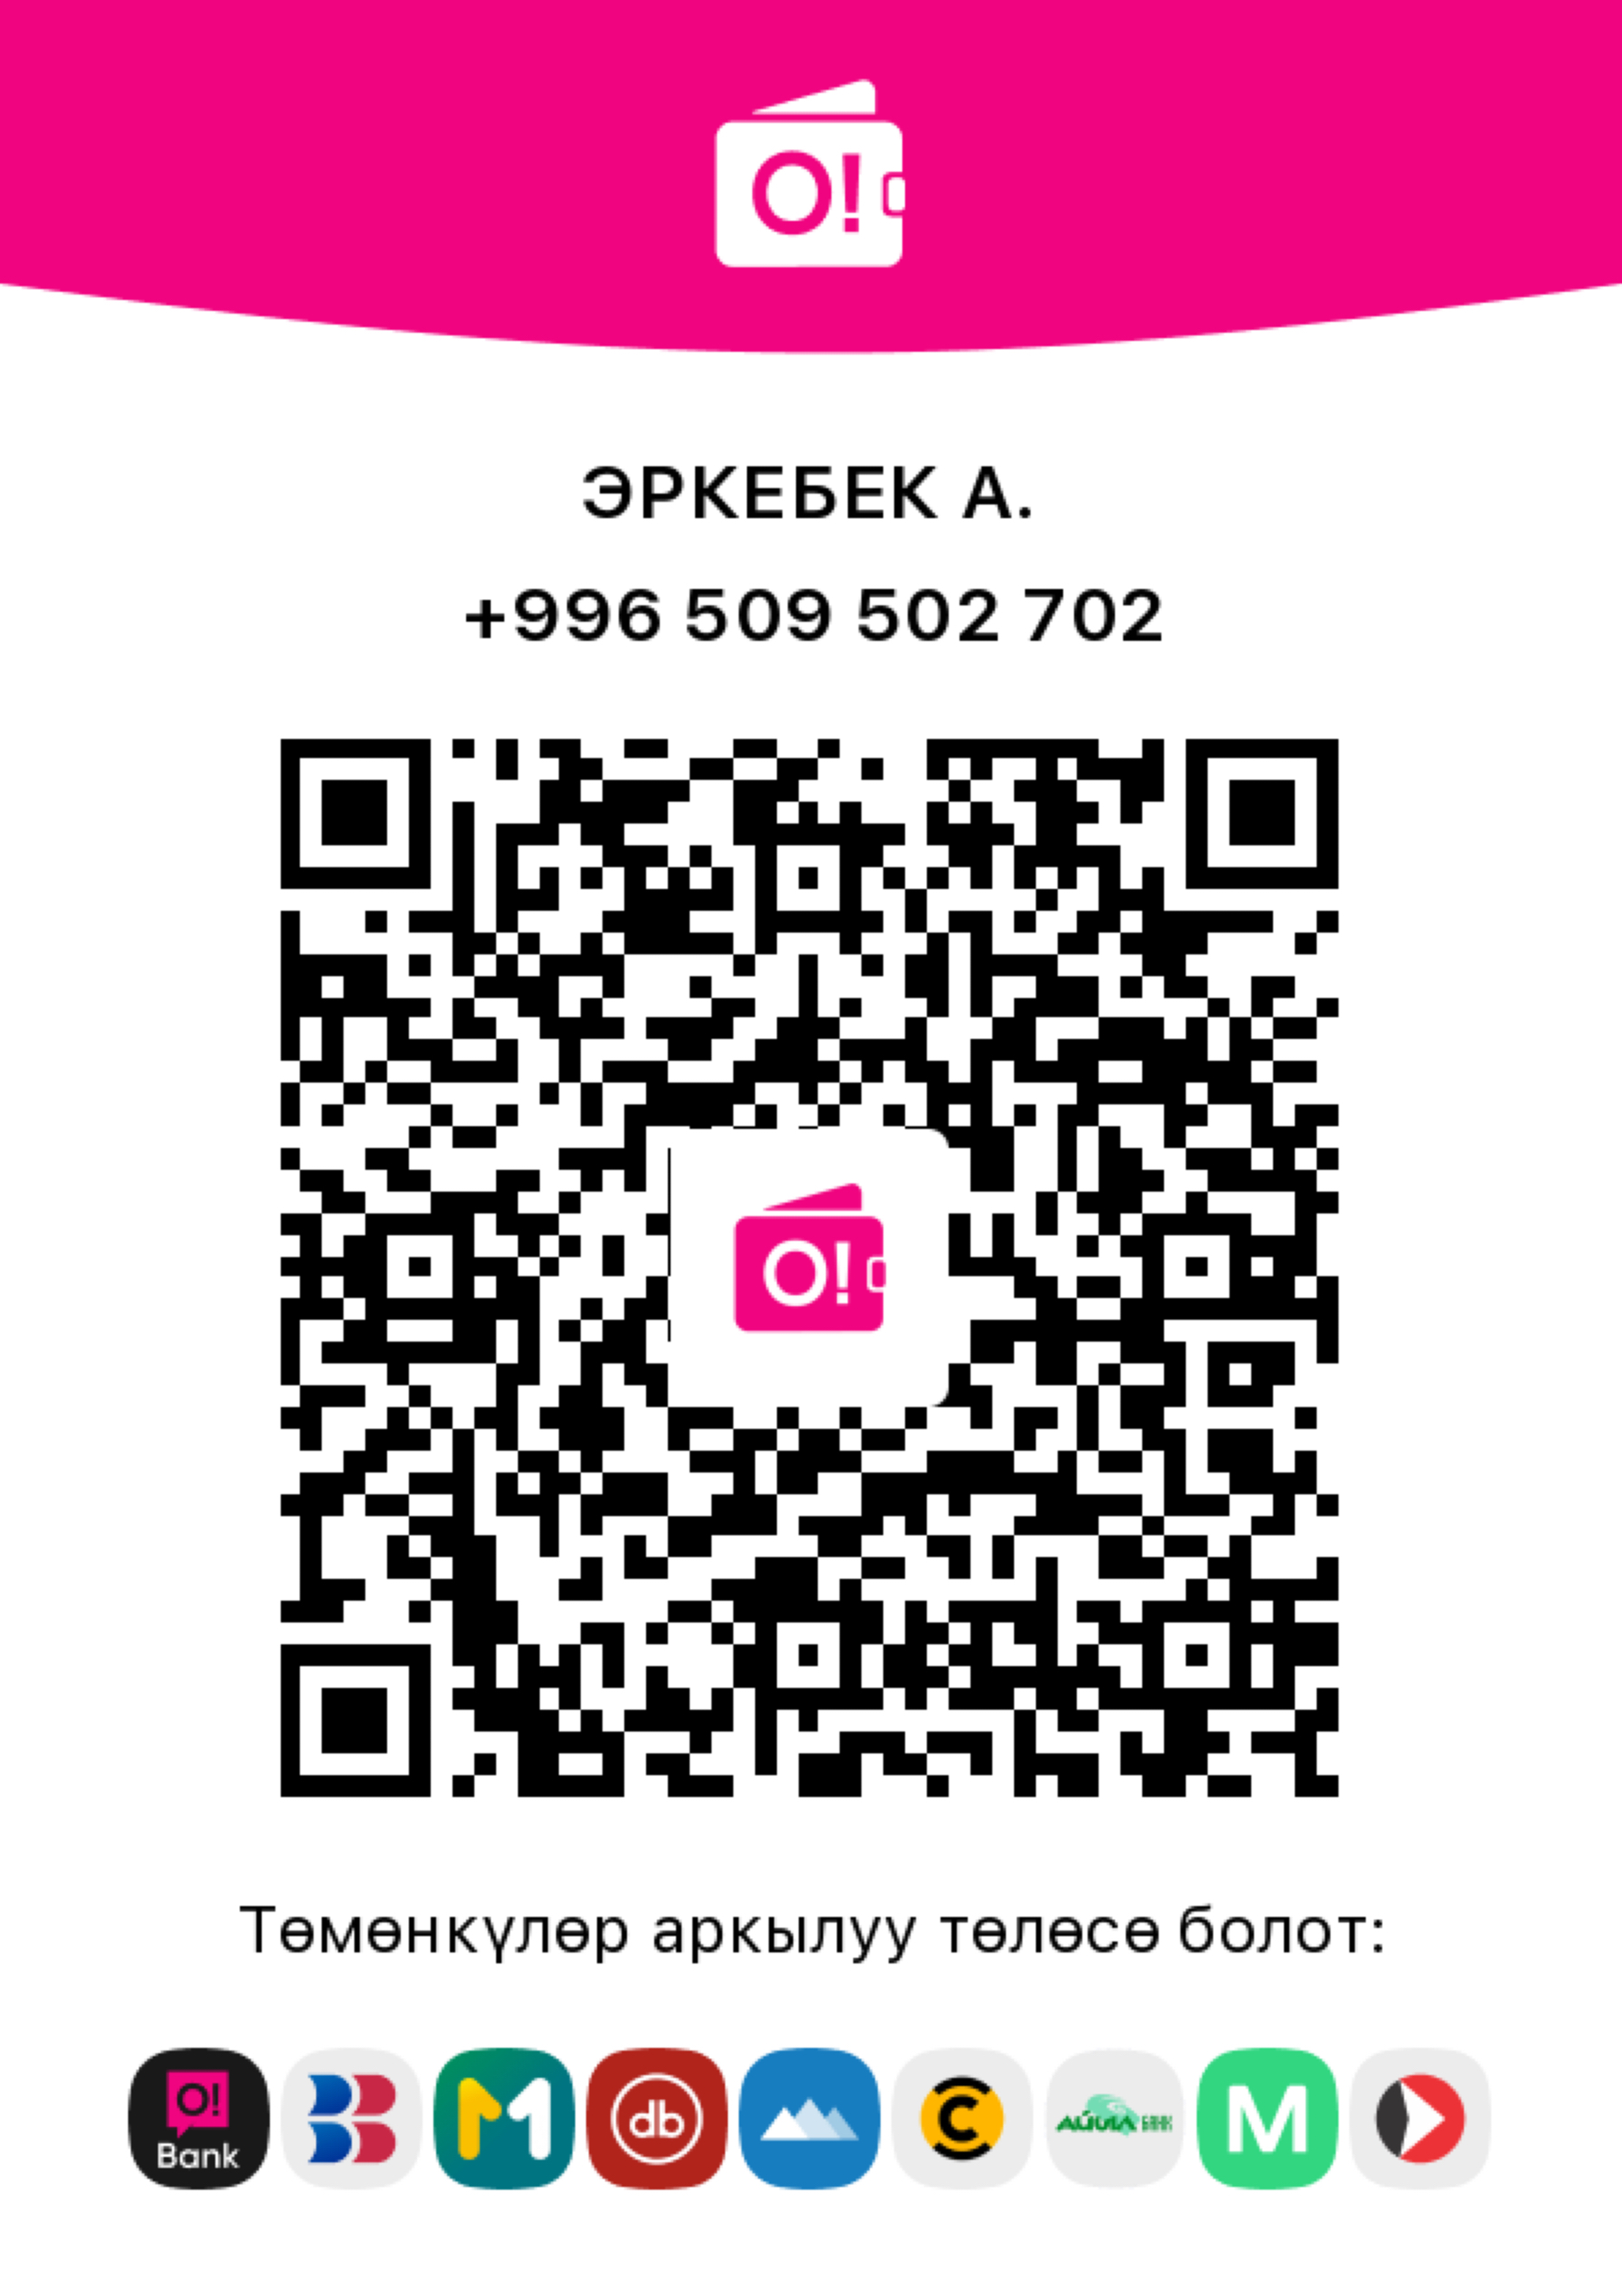 O!
ЭРКЕБЕК А.
+996 509 502 702
O!
Төмөнкүлөр аркылуу төлөсө болот:
O! Bank
db
C
АЙЫЛ БАНК
M